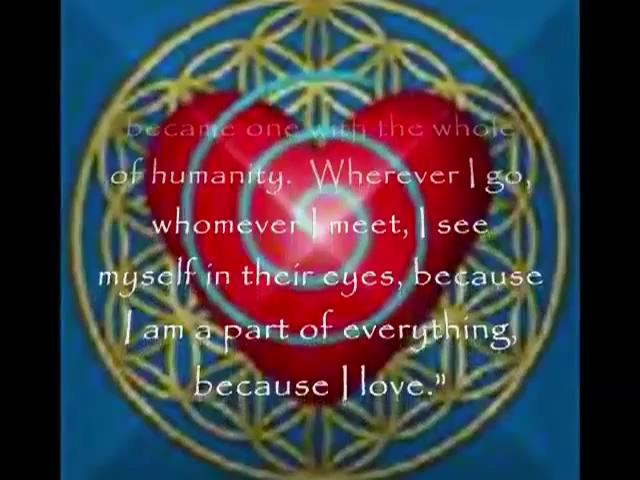 became one with the whole
of humanity.  Wherever I go,
whomever I meet, I see
myself in their eyes, because
I am a part of everything,
because I love."